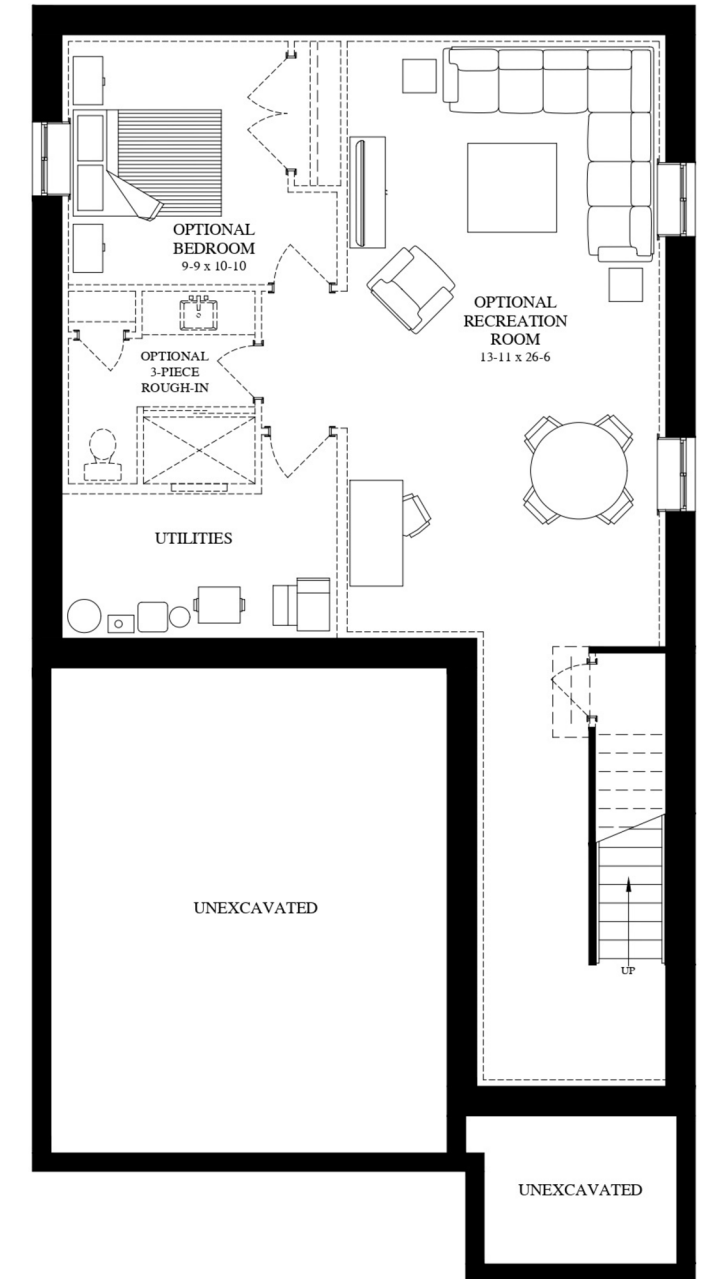 OPTIONAL
BEDROOM
9-9 x 10-10
OPTIONAL
RECREATION
ROOM
13-11 x 26-6
OPTIONAL
3-PIECE
ROUGH-IN
UTILITIES
UNEXCAVATED
UP
UNEXCAVATED